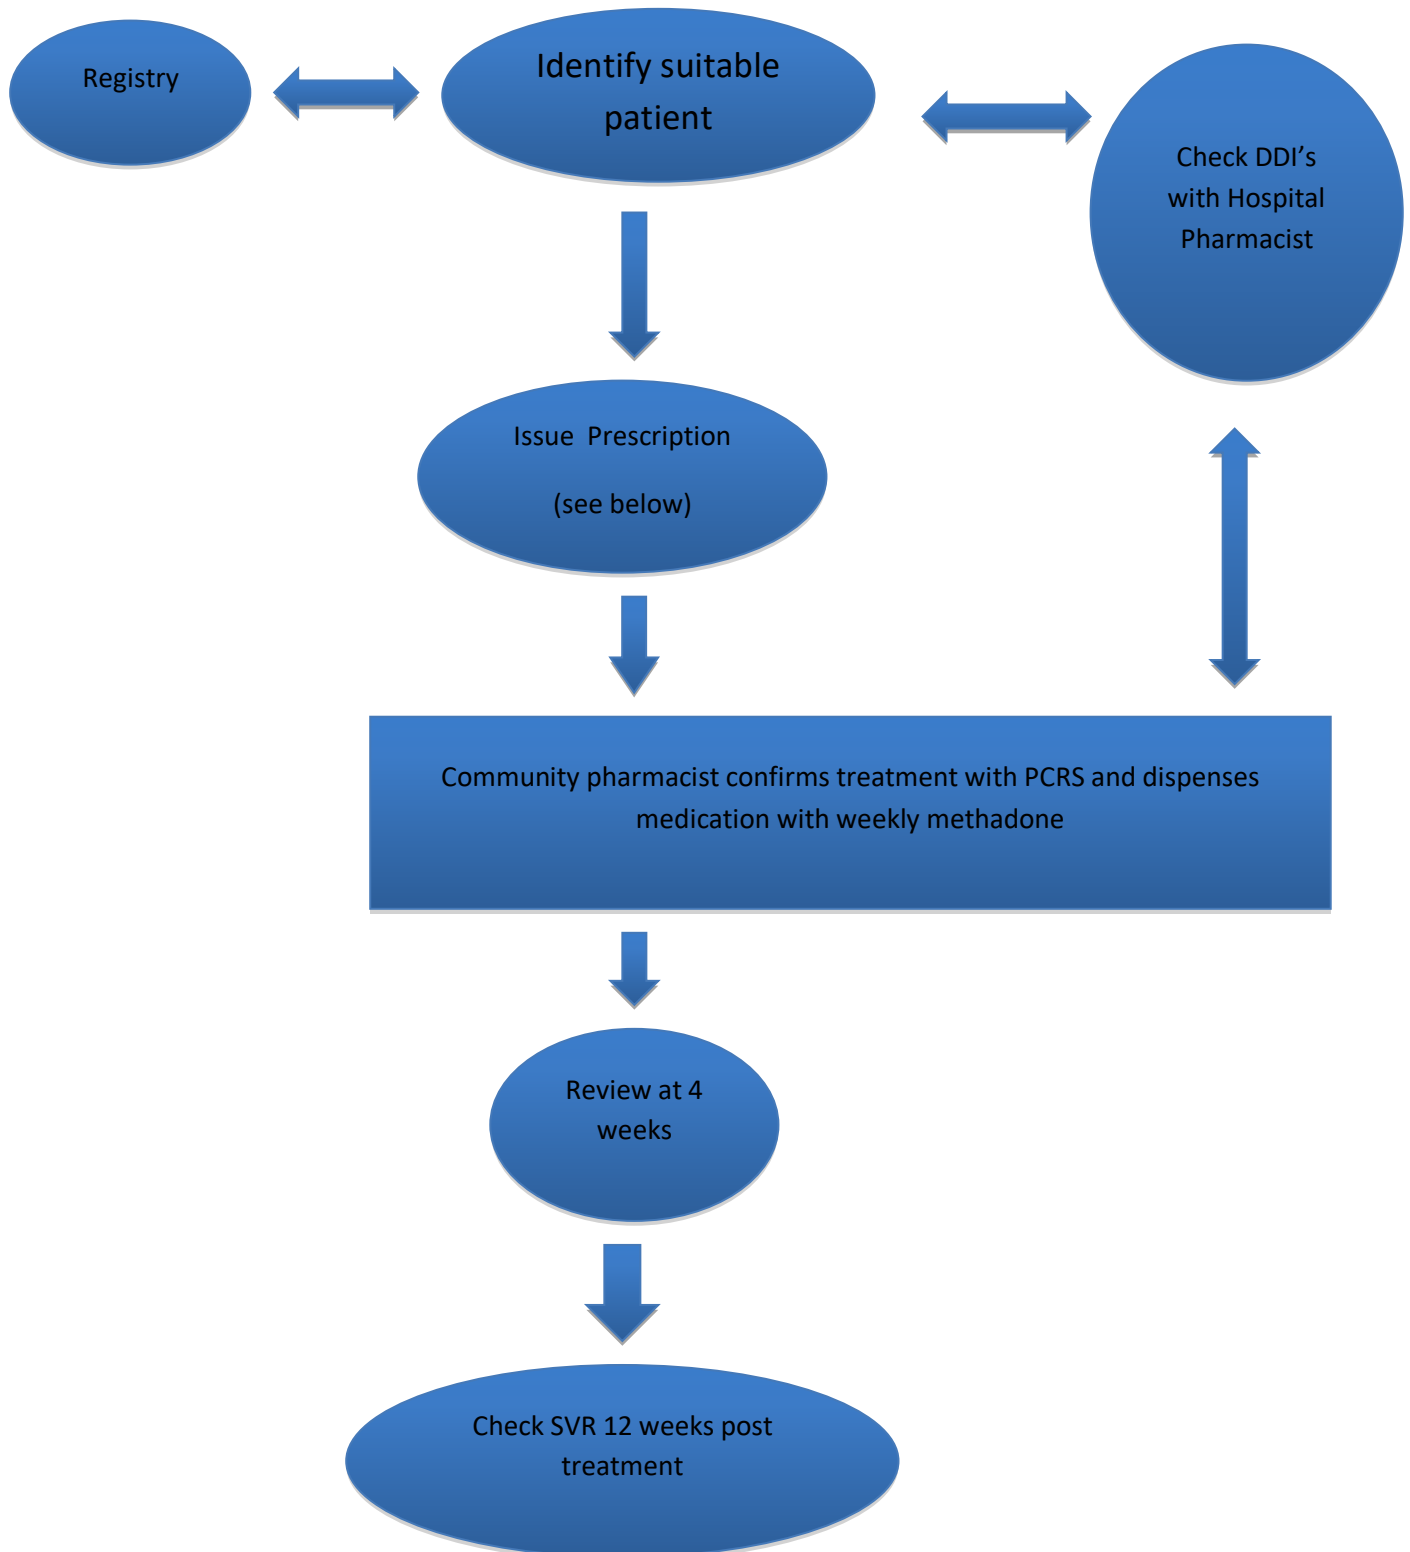 Registry
Identify suitable
patient
Check DDI’s
with Hospital
Pharmacist
Issue  Prescription
(see below)
Community pharmacist confirms treatment with PCRS and dispenses
medication with weekly methadone
Review at 4
weeks
Check SVR 12 weeks post
treatment